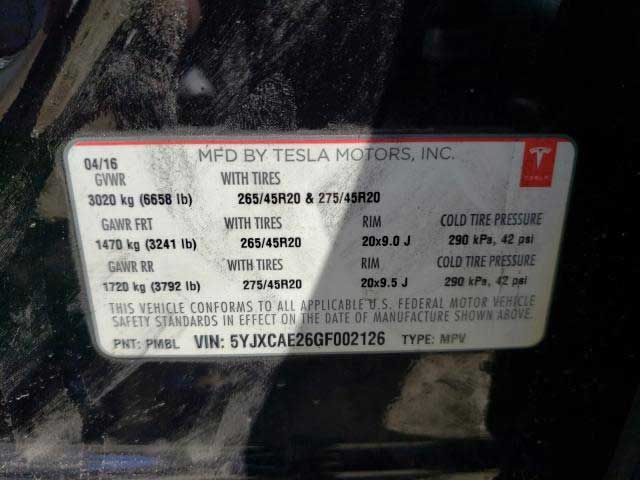 MFD BY TESLA MOTORS, INC.
TESLA
04/16
GVWR WITH TIRES
3020 kg (6658 lb) 265/45R20 & 275/45R20
GAWR FRT WITH TIRES RIM COLD TIRE PRESSURE
1470 kg (3241 lb) 265/45R20 20x9.0 J 290 kPs, 42 psi
GAWR RR WITH TIRES RIM COLD TIRE PRESSURE
1720 kg (3792 lb) 275/45R20 20x9.5 J 290 kPs, 42 psi
THIS VEHICLE CONFORMS TO ALL APPLICABLE U.S. FEDERAL MOTOR VEHICLE
SAFETY STANDARDS IN EFFECT ON THE DATE OF MANUFACTURE SHOWN ABOVE.
PNT: PMBL VIN: 5YJXCAE26GF002126 TYPE: MPV